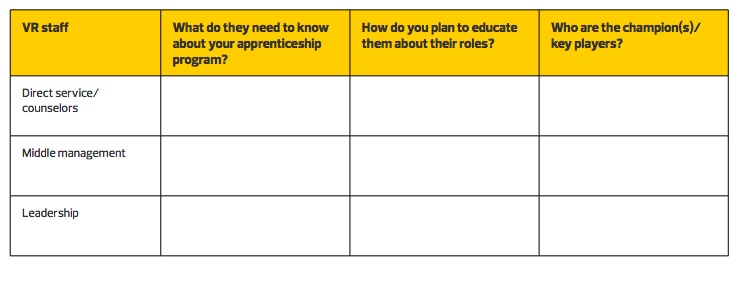 VR staff
What do they need to know
about your apprenticeship
program?
How do you plan to educate
them about their roles?
Who are the champion(s)/
key players?
Direct service/
counselors
Middle management
Leadership